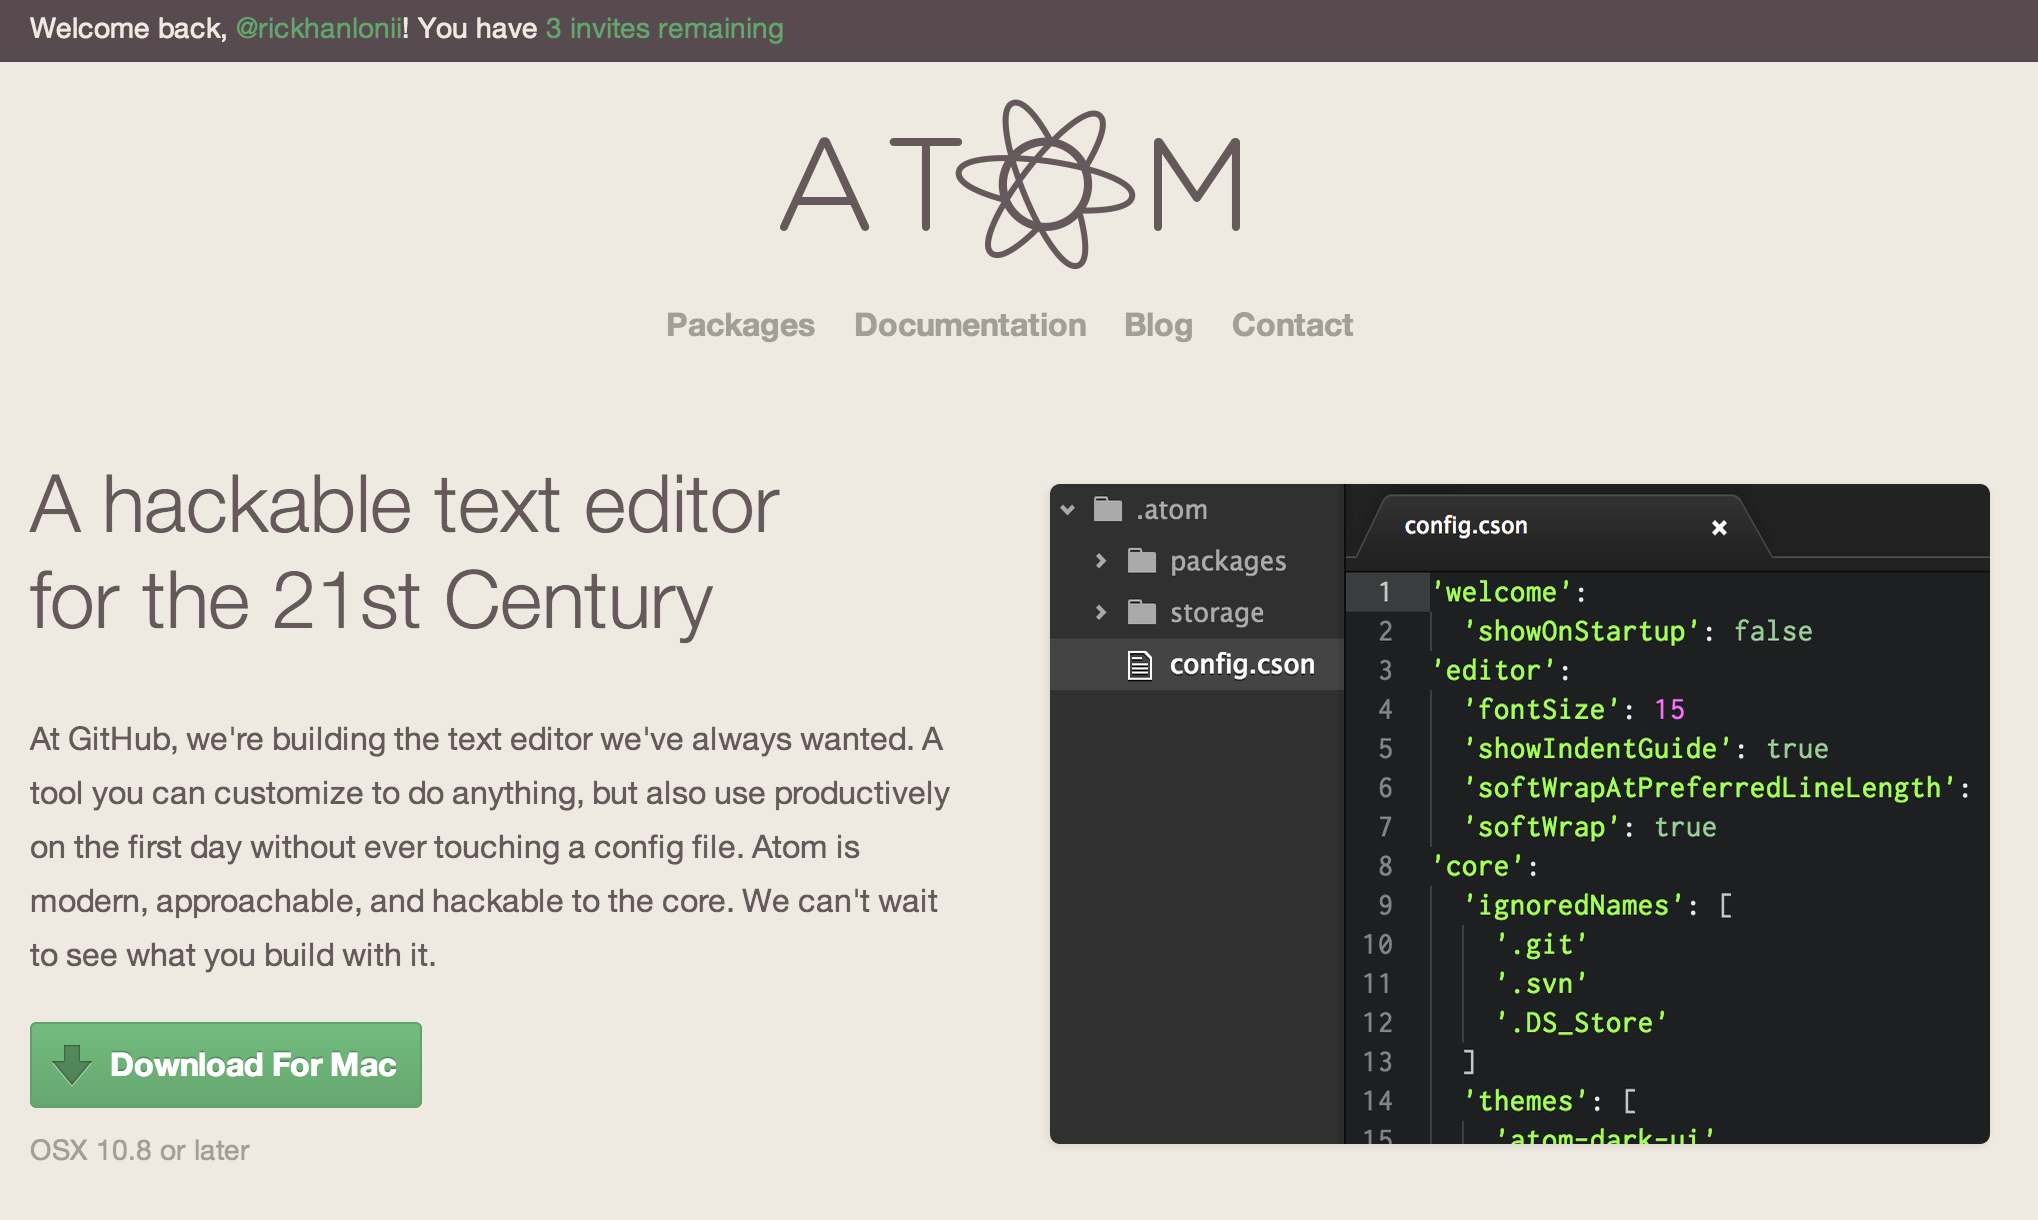 Welcome back, @rickhanlonii! You have 3 invites remaining
ATOM
Packages Documentation Blog Contact
A hackable text editor
for the 21st Century
At GitHub, we're building the text editor we've always wanted. A
tool you can customize to do anything, but also use productively
on the first day without ever touching a config file. Atom is
modern, approachable, and hackable to the core. We can't wait
to see what you build with it.
Download For Mac
OSX 10.8 or later
.atom
packages
storage
config.cson
config.cson
1 'welcome':
2 'showOnStartup': false
3 'editor':
4 'fontSize': 15
5 'showIndentGuide': true
6 'softWrapAtPreferredLineLength':
7 'softWrap': true
8 'core':
9 'ignoredNames': [
10 '.git'
11 '.svn'
12 '.DS_Store'
13 ]
14 'themes': [
15 'atom-dark-ui'